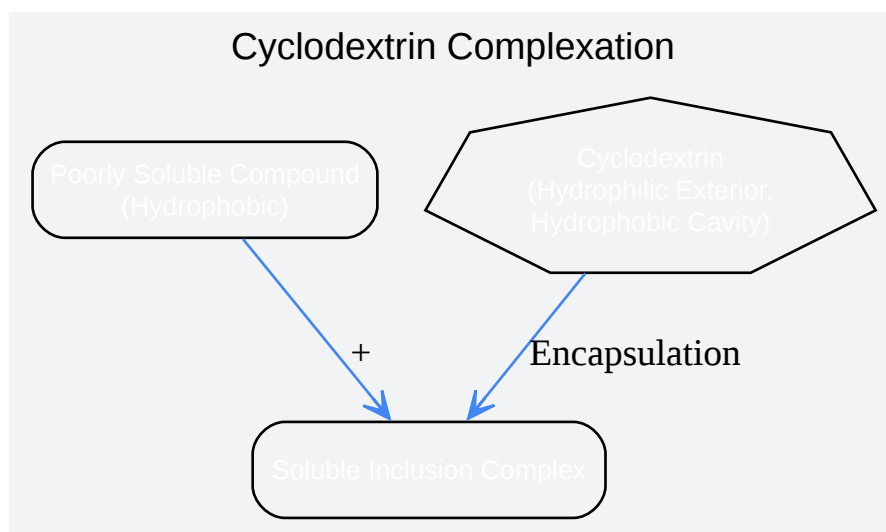 Cyclodextrin Complexation
Poorly Soluble Compound
(Hydrophobic)
Cyclodextrin
(Hydrophilic Exterior,
Hydrophobic Cavity)
+
Encapsulation
Soluble Inclusion Complex